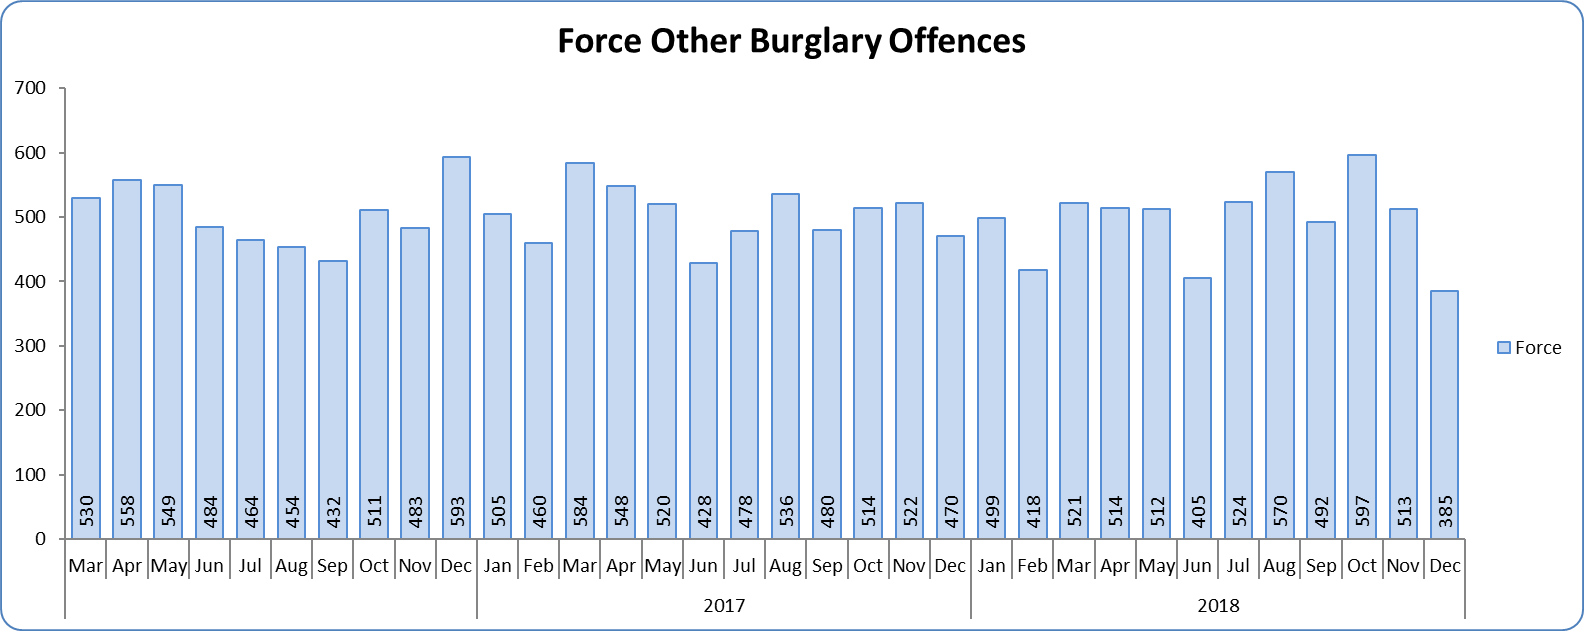 Force Other Burglary Offences
700
600
500
400
300
200
100
0
530 558 549 484 464 454 432 511 483 593 505 460 584 548 520 428 478 536 480 514 522 470 499 418 521 514 512 405 524 570 492 597 513 385
Mar Apr May Jun Jul Aug Sep Oct Nov Dec Jan Feb Mar Apr May Jun Jul Aug Sep Oct Nov Dec Jan Feb Mar Apr May Jun Jul Aug Sep Oct Nov Dec
2017 2018
Force